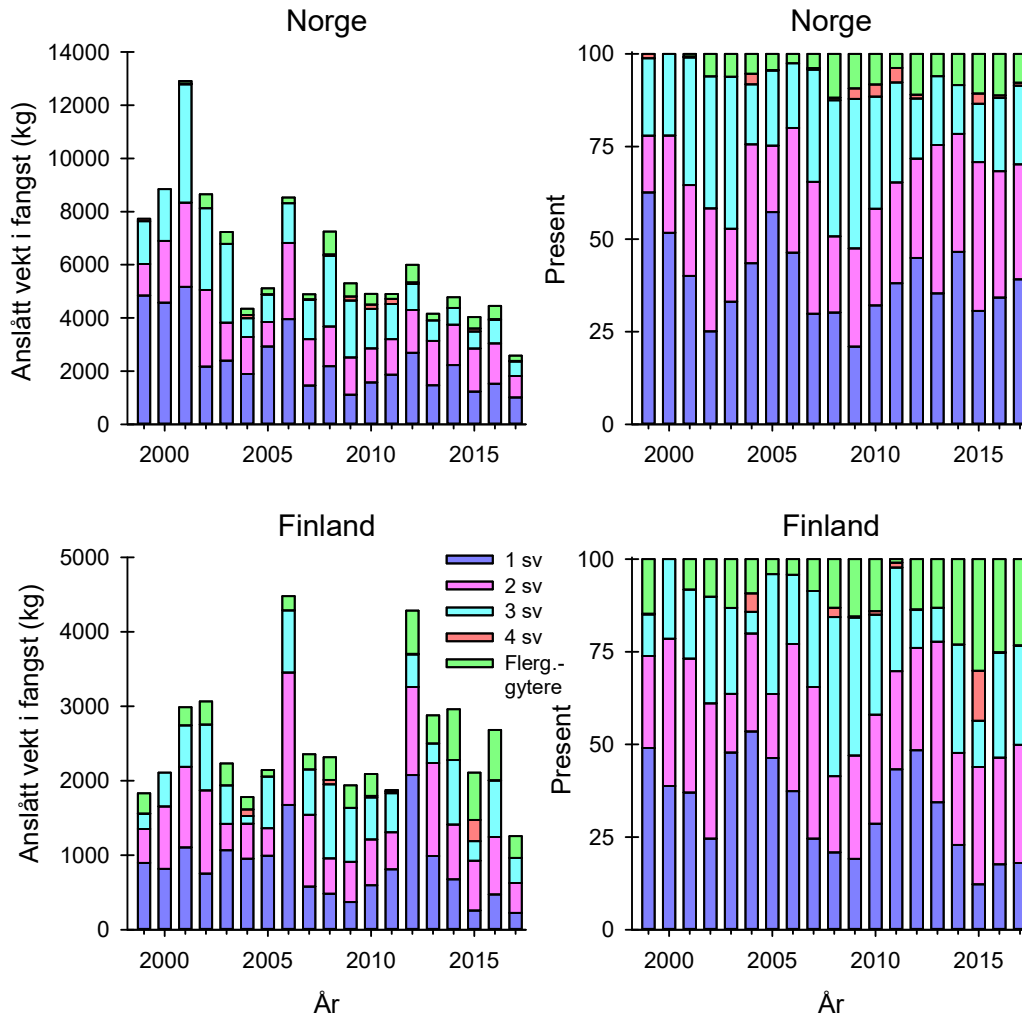 Norge
Anslått vekt i fangst (kg)
14000
12000
10000
8000
6000
4000
2000
0
2000 2005 2010 2015
Norge
Present
100
75
50
25
0
2000 2005 2010 2015
Finland
Anslått vekt i fangst (kg)
5000
4000
3000
2000
1000
0
2000 2005 2010 2015
År
1 sv
2 sv
3 sv
4 sv
Flerg.-
gytere
Finland
Present
100
75
50
25
0
2000 2005 2010 2015
År